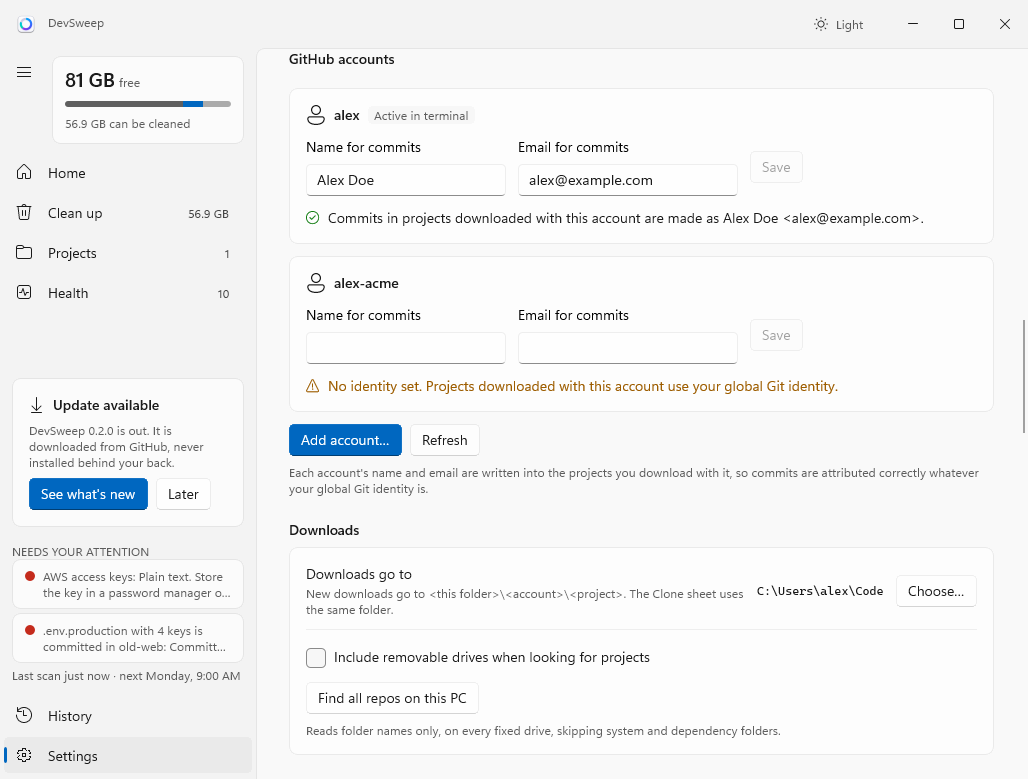 DevSweep
Light
81 GB free
56.9 GB can be cleaned
Home
Clean up 56.9 GB
Projects 1
Health 10
Update available
DevSweep 0.2.0 is out. It is
downloaded from GitHub, never
installed behind your back.
See what's new Later
NEEDS YOUR ATTENTION
AWS access keys: Plain text. Store
the key in a password manager o...
.env.production with 4 keys is
committed in old-web: Committ...
Last scan just now · next Monday, 9:00 AM
History
Settings
GitHub accounts
alex Active in terminal
Name for commits Email for commits
Alex Doe alex@example.com Save
Commits in projects downloaded with this account are made as Alex Doe <alex@example.com>.
alex-acme
Name for commits Email for commits
Save
No identity set. Projects downloaded with this account use your global Git identity.
Add account... Refresh
Each account's name and email are written into the projects you download with it, so commits are attributed correctly whatever
your global Git identity is.
Downloads
Downloads go to
New downloads go to <this folder>\<account>\<project>. The Clone sheet uses
the same folder.
C:\Users\alex\Code Choose...
Include removable drives when looking for projects
Find all repos on this PC
Reads folder names only, on every fixed drive, skipping system and dependency folders.